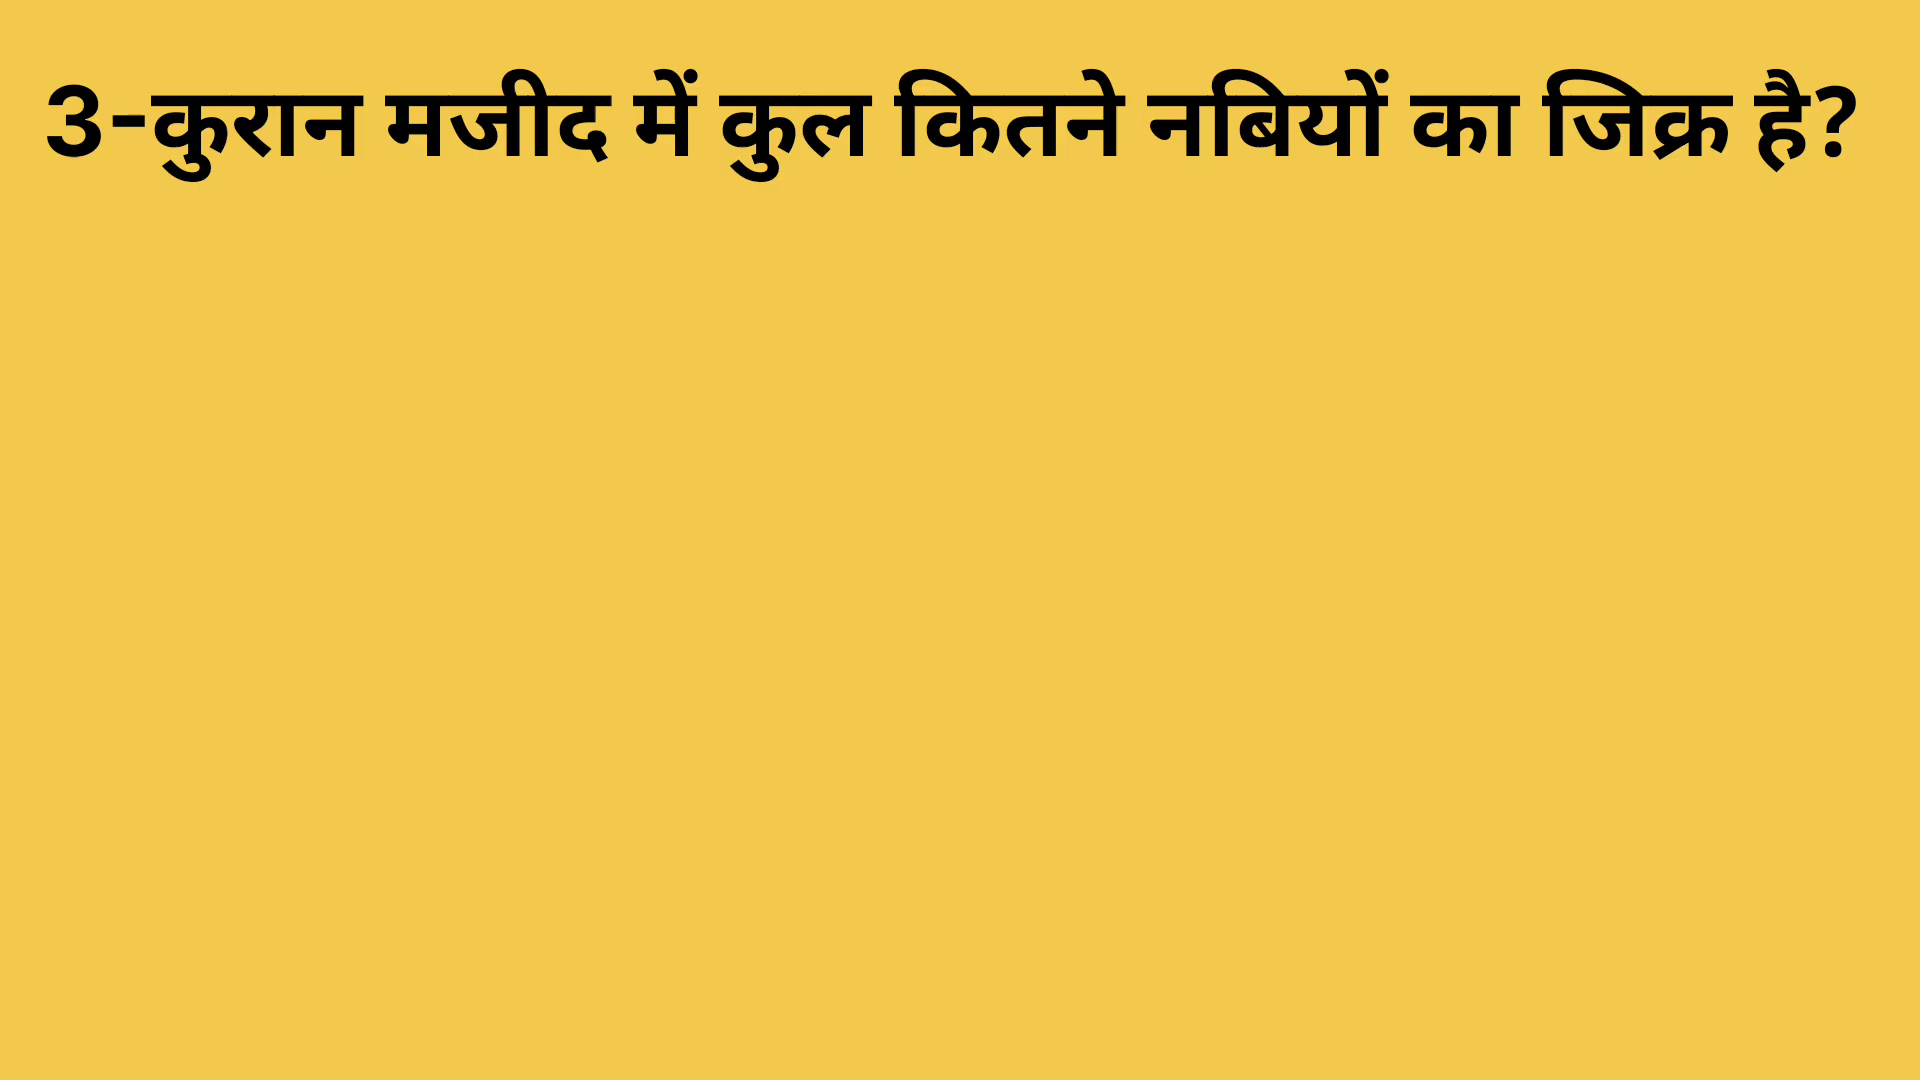 3-कुरान मजीद में कुल कितने नबियों का जिक्र है?